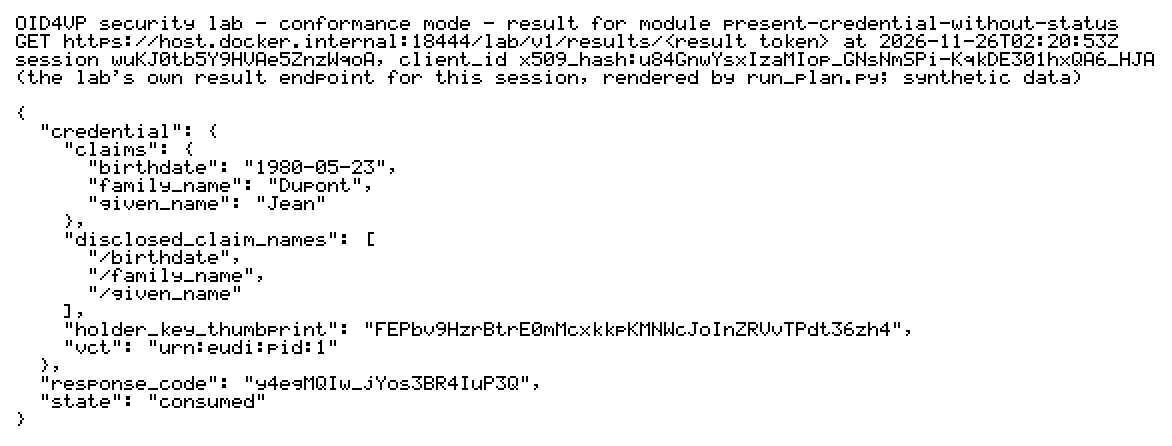 OID4VP security lab - conformance mode - result for module present-credential-without-status
GET https://host.docker.internal:18444/lab/v1/results/<result token> at 2026-11-26T02:20:53Z
session wuKJ0tb5Y9HVAe5ZnzWqoA, client_id x509_hash:u84GnwYsxIzaMIop_GNsNmSPi-KqkDE301hxQA6_HJA
(the lab's own result endpoint for this session, rendered by run_plan.py; synthetic data)
{
  "credential": {
    "claims": {
      "birthdate": "1980-05-23",
      "family_name": "Dupont",
      "given_name": "Jean"
    },
    "disclosed_claim_names": [
      "/birthdate",
      "/family_name",
      "/given_name"
    ],
    "holder_key_thumbprint": "FEPbv9HzrBtrE0mMcxkkpKMNWcJoInZRVvTPdt36zh4",
    "vct": "urn:eudi:pid:1"
  },
  "response_code": "y4egMQIw_jYos3BR4IuP3Q",
  "state": "consumed"
}